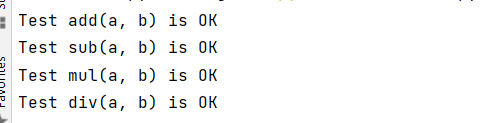 Test add(a, b) is OK
Test sub(a, b) is OK
Test mul(a, b) is OK
Test div(a, b) is OK
Favorites